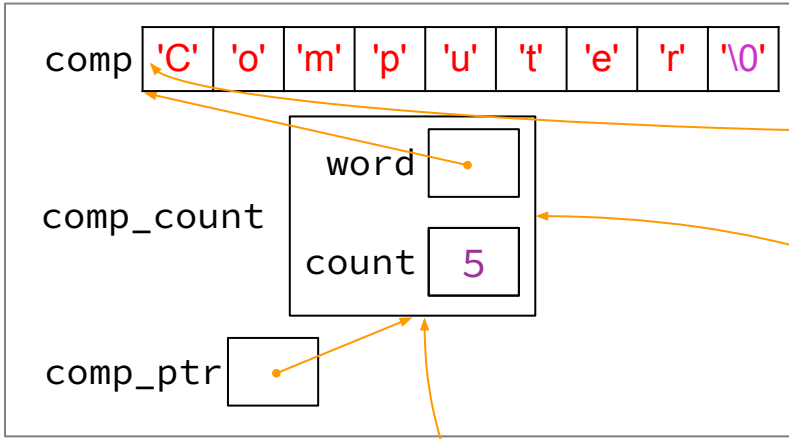 comp 'C' 'o' 'm' 'p' 'u' 't' 'e' 'r' '\0'
word
comp_count
count 5
comp_ptr